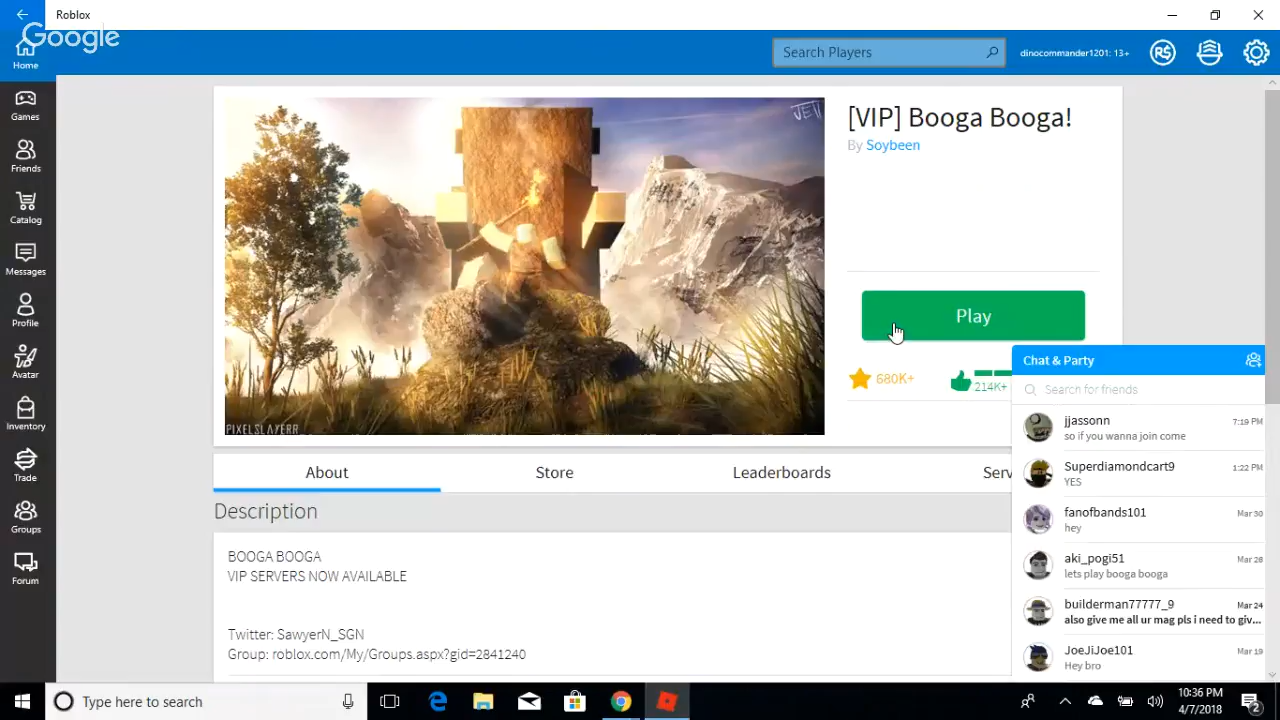 Roblox
Google
Home
Search Players
dinocommander1201: 13+
R$
Games
Friends
Catalog
Messages
Profile
Avatar
Inventory
Trade
Groups
Forum
JETT
PIXELSLAYERR
[VIP] Booga Booga!
By Soybeen
Play
680K+
214K+
About
Store
Leaderboards
Serv
Description
BOOGA BOOGA
VIP SERVERS NOW AVAILABLE
Twitter: SawyerN_SGN
Group: roblox.com/My/Groups.aspx?gid=2841240
Chat & Party
Search for friends
jjassonn 7:19 PM
so if you wanna join come
Superdiamondcart9 1:22 PM
YES
fanofbands101 Mar 30
hey
aki_pogi51 Mar 26
lets play booga booga
builderman77777_9 Mar 24
also give me all ur mag pls i need to giv...
JoeJiJoe101 Mar 19
Hey bro
Type here to search
10:36 PM
4/7/2018
2